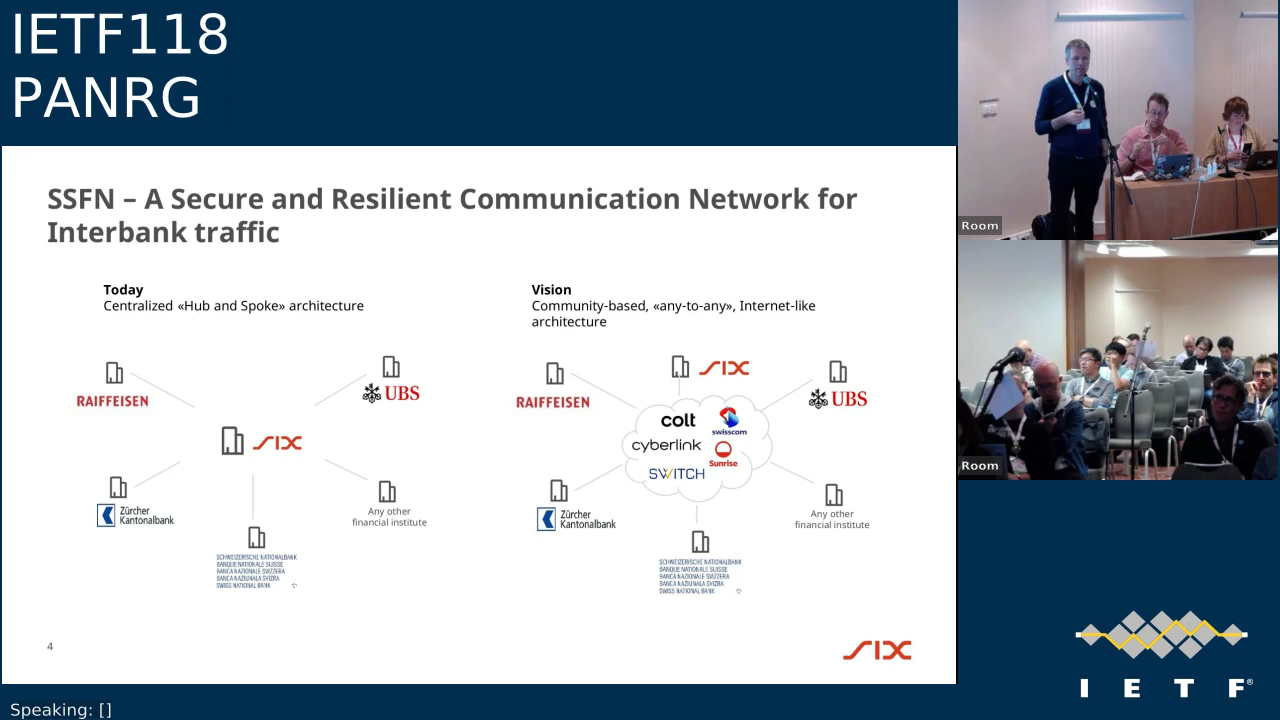 IETF118
PANRG
SSFN – A Secure and Resilient Communication Network for
Interbank traffic
Today
Centralized «Hub and Spoke» architecture
RAIFFEISEN
UBS
SIX
Zürcher
Kantonalbank
Any other
financial institute
SCHWEIZERISCHE NATIONALBANK
BANQUE NATIONALE SUISSE
BANCA NAZIONALE SVIZZERA
BANCA NAZIUNALA SVIZRA
SWISS NATIONAL BANK
Vision
Community-based, «any-to-any», Internet-like
architecture
SIX
RAIFFEISEN
UBS
colt
swisscom
cyberlink
Sunrise
SWITCH
Zürcher
Kantonalbank
Any other
financial institute
SCHWEIZERISCHE NATIONALBANK
BANQUE NATIONALE SUISSE
BANCA NAZIONALE SVIZZERA
BANCA NAZIUNALA SVIZRA
SWISS NATIONAL BANK
4
SIX
Room
Room
I E T F®
Speaking: []